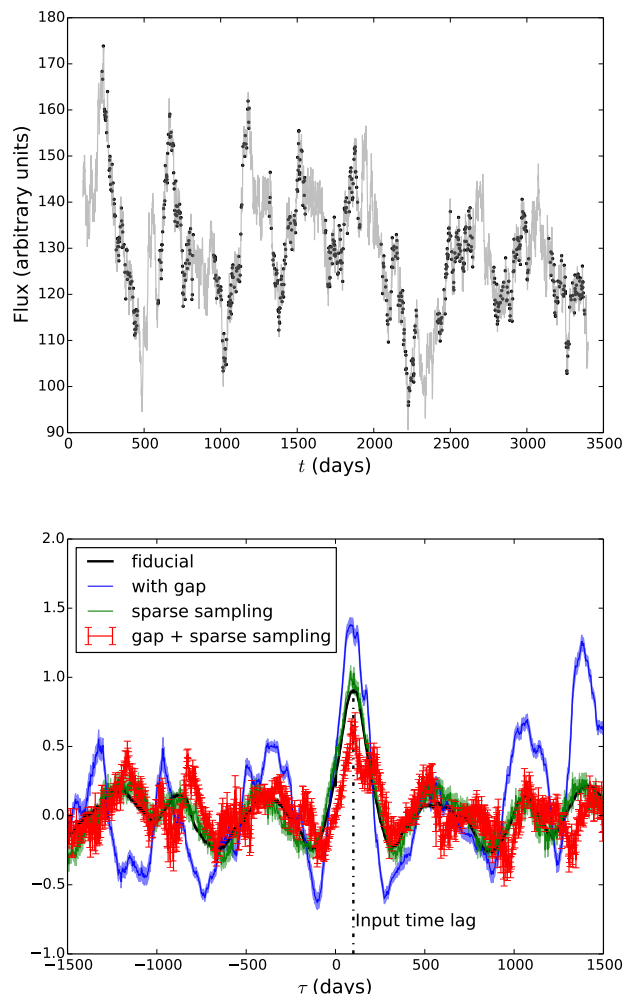 180
170
160
150
140
130
120
110
100
90
Flux (arbitrary units)
0 500 1000 1500 2000 2500 3000 3500
t (days)
2.0
1.5
1.0
0.5
0.0
−0.5
−1.0
fiducial
with gap
sparse sampling
gap + sparse sampling
Input time lag
−1500 −1000 −500 0 500 1000 1500
τ (days)